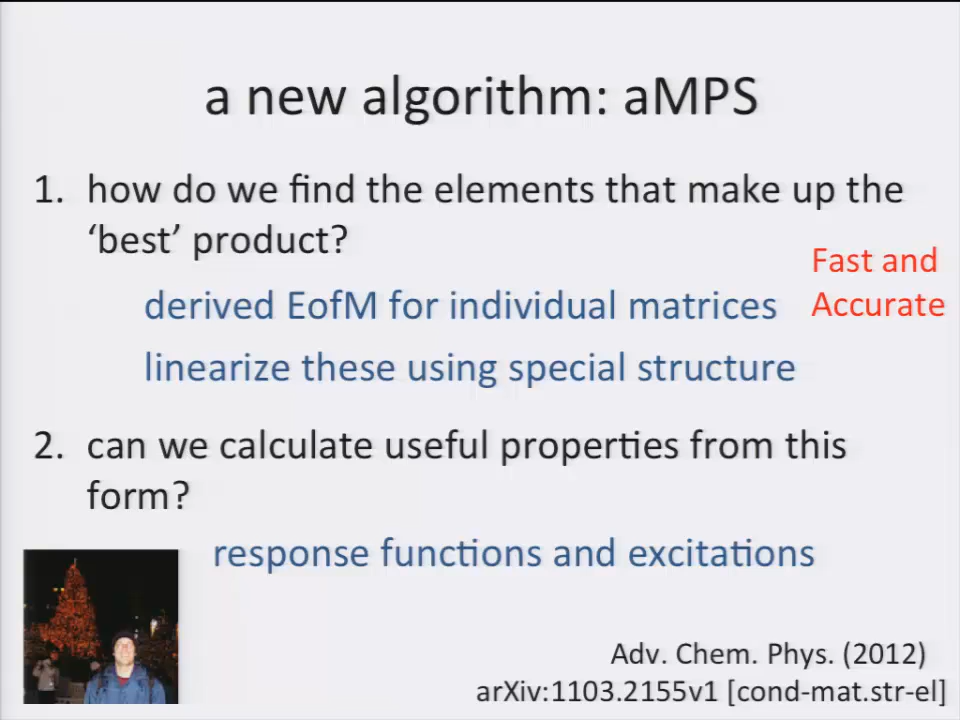 a new algorithm: aMPS
1. how do we find the elements that make up the
‘best’ product?
Fast and
Accurate
derived EofM for individual matrices
linearize these using special structure
2. can we calculate useful properties from this
form?
response functions and excitations
Adv. Chem. Phys. (2012)
arXiv:1103.2155v1 [cond-mat.str-el]